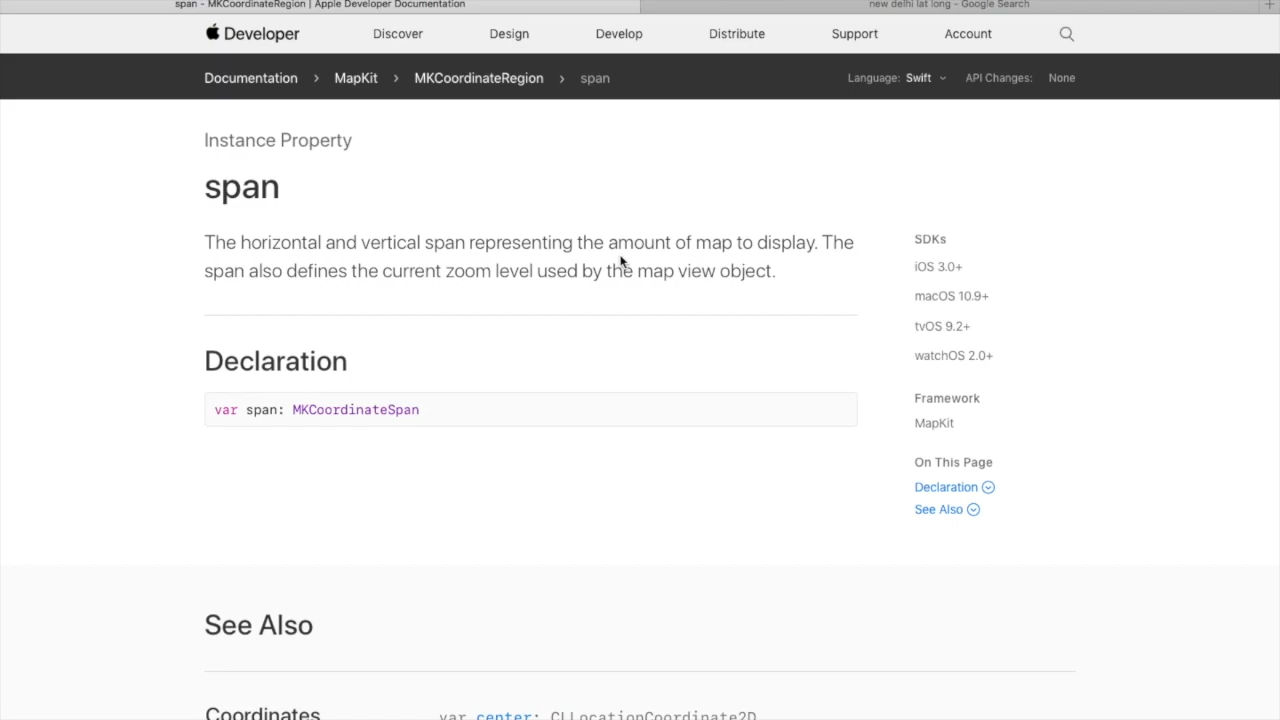 span - MKCoordinateRegion | Apple Developer Documentation
new delhi lat long - Google Search
Developer
Discover
Design
Develop
Distribute
Support
Account
Documentation > MapKit > MKCoordinateRegion > span
Language: Swift
API Changes: None
Instance Property
span
The horizontal and vertical span representing the amount of map to display. The
span also defines the current zoom level used by the map view object.
Declaration
var span: MKCoordinateSpan
SDKs
iOS 3.0+
macOS 10.9+
tvOS 9.2+
watchOS 2.0+
Framework
MapKit
On This Page
Declaration
See Also
See Also
Coordinates
var center: CLLocationCoordinate2D